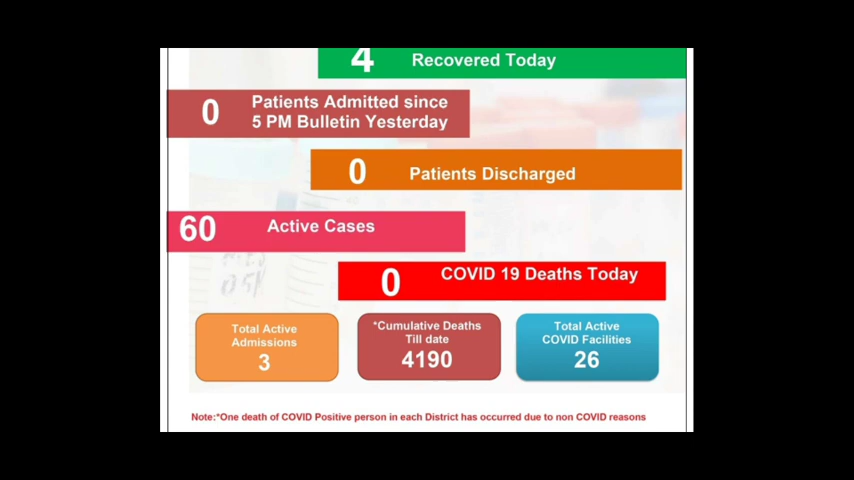 4 Recovered Today
0 Patients Admitted since
5 PM Bulletin Yesterday
0 Patients Discharged
60 Active Cases
0 COVID 19 Deaths Today
Total Active
Admissions
3
*Cumulative Deaths
Till date
4190
Total Active
COVID Facilities
26
Note:*One death of COVID Positive person in each District has occurred due to non COVID reasons